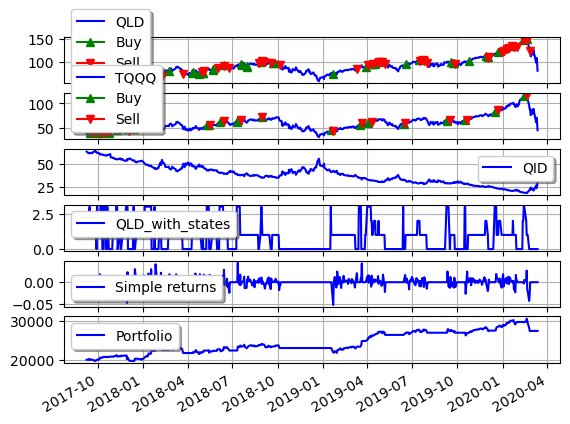 QLD
Buy
Sell
150
100
TQQQ
Buy
Sell
100
50
QID
50
25
QLD_with_states
2.5
0.0
Simple returns
0.00
−0.05
Portfolio
30000
20000
2017-10
2018-01
2018-04
2018-07
2018-10
2019-01
2019-04
2019-07
2019-10
2020-01
2020-04